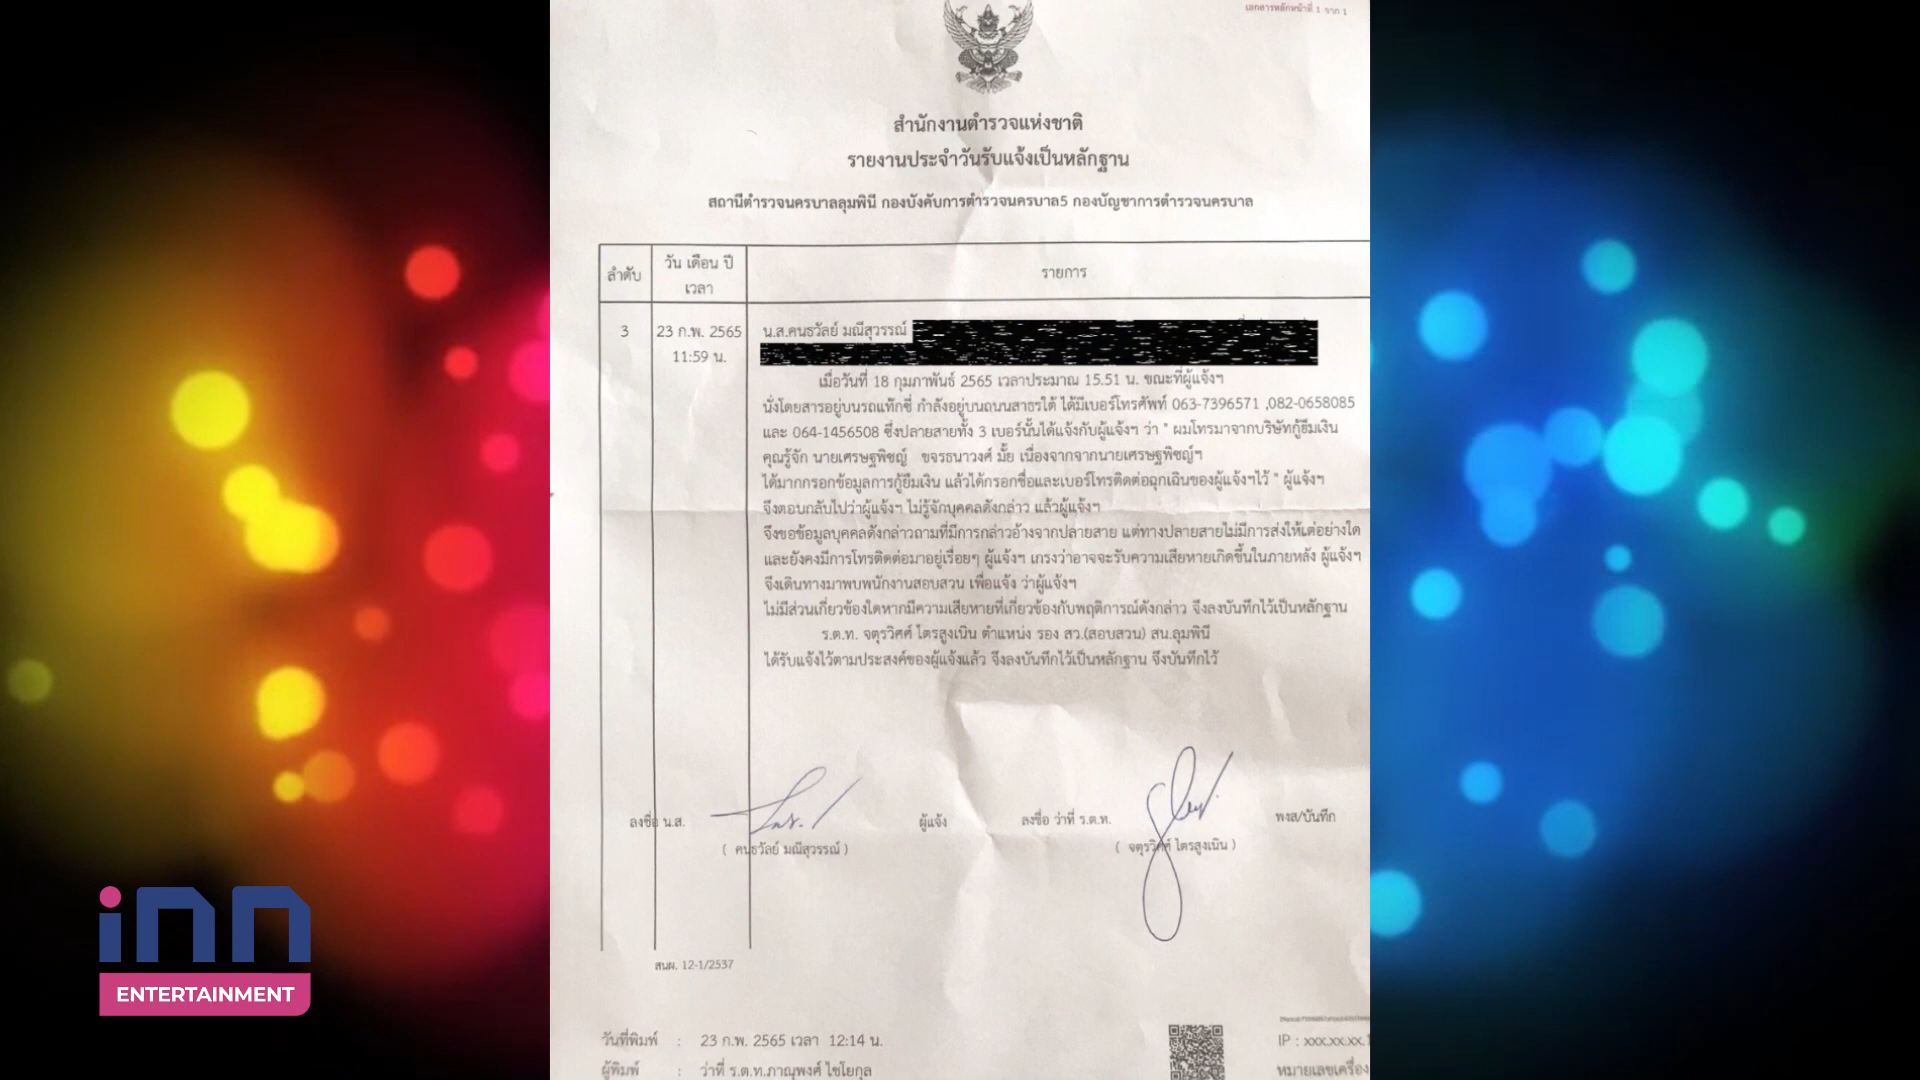 เอกสารหลักหน้าที่ 1 จาก 1
สำนักงานตำรวจแห่งชาติ
รายงานประจำวันรับแจ้งเป็นหลักฐาน
สถานีตำรวจนครบาลลุมพินี กองบังคับการตำรวจนครบาล5 กองบัญชาการตำรวจนครบาล
ลำดับ
วัน เดือน ปี
เวลา
รายการ
3
23 ก.พ. 2565
11:59 น.
น.ส.คนธวัลย์ มณีสุวรรณ์
เมื่อวันที่ 18 กุมภาพันธ์ 2565 เวลาประมาณ 15.51 น. ขณะที่ผู้แจ้งฯ
นั่งโดยสารอยู่บนรถแท๊กซี่ กำลังอยู่บนถนนสาธรใต้ ได้มีเบอร์โทรศัพท์ 063-7396571 ,082-0658085
และ 064-1456508 ซึ่งปลายสายทั้ง 3 เบอร์นั้นได้แจ้งกับผู้แจ้งฯ ว่า " ผมโทรมาจากบริษัทกู้ยืมเงิน
คุณรู้จัก นายเศรษฐพิชญ์ ขจรธนาวงศ์ มั้ย เนื่องจากจากนายเศรษฐพิชญ์ฯ
ได้มากกรอกข้อมูลการกู้ยืมเงิน แล้วได้กรอกชื่อและเบอร์โทรติดต่อฉุกเฉินของผู้แจ้งฯไว้ " ผู้แจ้งฯ
จึงตอบกลับไปว่าผู้แจ้งฯ ไม่รู้จักบุคคลดังกล่าว แล้วผู้แจ้งฯ
จึงขอข้อมูลบุคคลดังกล่าวถามที่มีการกล่าวอ้างจากปลายสาย แต่ทางปลายสายไม่มีการส่งให้แต่อย่างใด
และยังคงมีการโทรติดต่อมาอยู่เรื่อยๆ ผู้แจ้งฯ เกรงว่าอาจจะรับความเสียหายเกิดขึ้นในภายหลัง ผู้แจ้งฯ
จึงเดินทางมาพบพนักงานสอบสวน เพื่อแจ้ง ว่าผู้แจ้งฯ
ไม่มีส่วนเกี่ยวข้องใดหากมีความเสียหายที่เกี่ยวข้องกับพฤติการณ์ดังกล่าว จึงลงบันทึกไว้เป็นหลักฐาน
ร.ต.ท. จตุรวิศศ์ ไตรสูงเนิน ตำแหน่ง รอง สว.(สอบสวน) สน.ลุมพินี
ได้รับแจ้งไว้ตามประสงค์ของผู้แจ้งแล้ว จึงลงบันทึกไว้เป็นหลักฐาน จึงบันทึกไว้
ลงชื่อ น.ส. ผู้แจ้ง ลงชื่อ ว่าที่ ร.ต.ท. พงส/บันทึก
( คนธวัลย์ มณีสุวรรณ์ ) ( จตุรวิศศ์ ไตรสูงเนิน )
สนผ. 12-1/2537
วันที่พิมพ์ : 23 ก.พ. 2565 เวลา 12:14 น.
IP : xxx.xx.xx.
ผู้พิมพ์ : ว่าที่ ร.ต.ท.ภาณุพงศ์ ไชโยกุล
หมายเลขเครื่อง
inn
ENTERTAINMENT